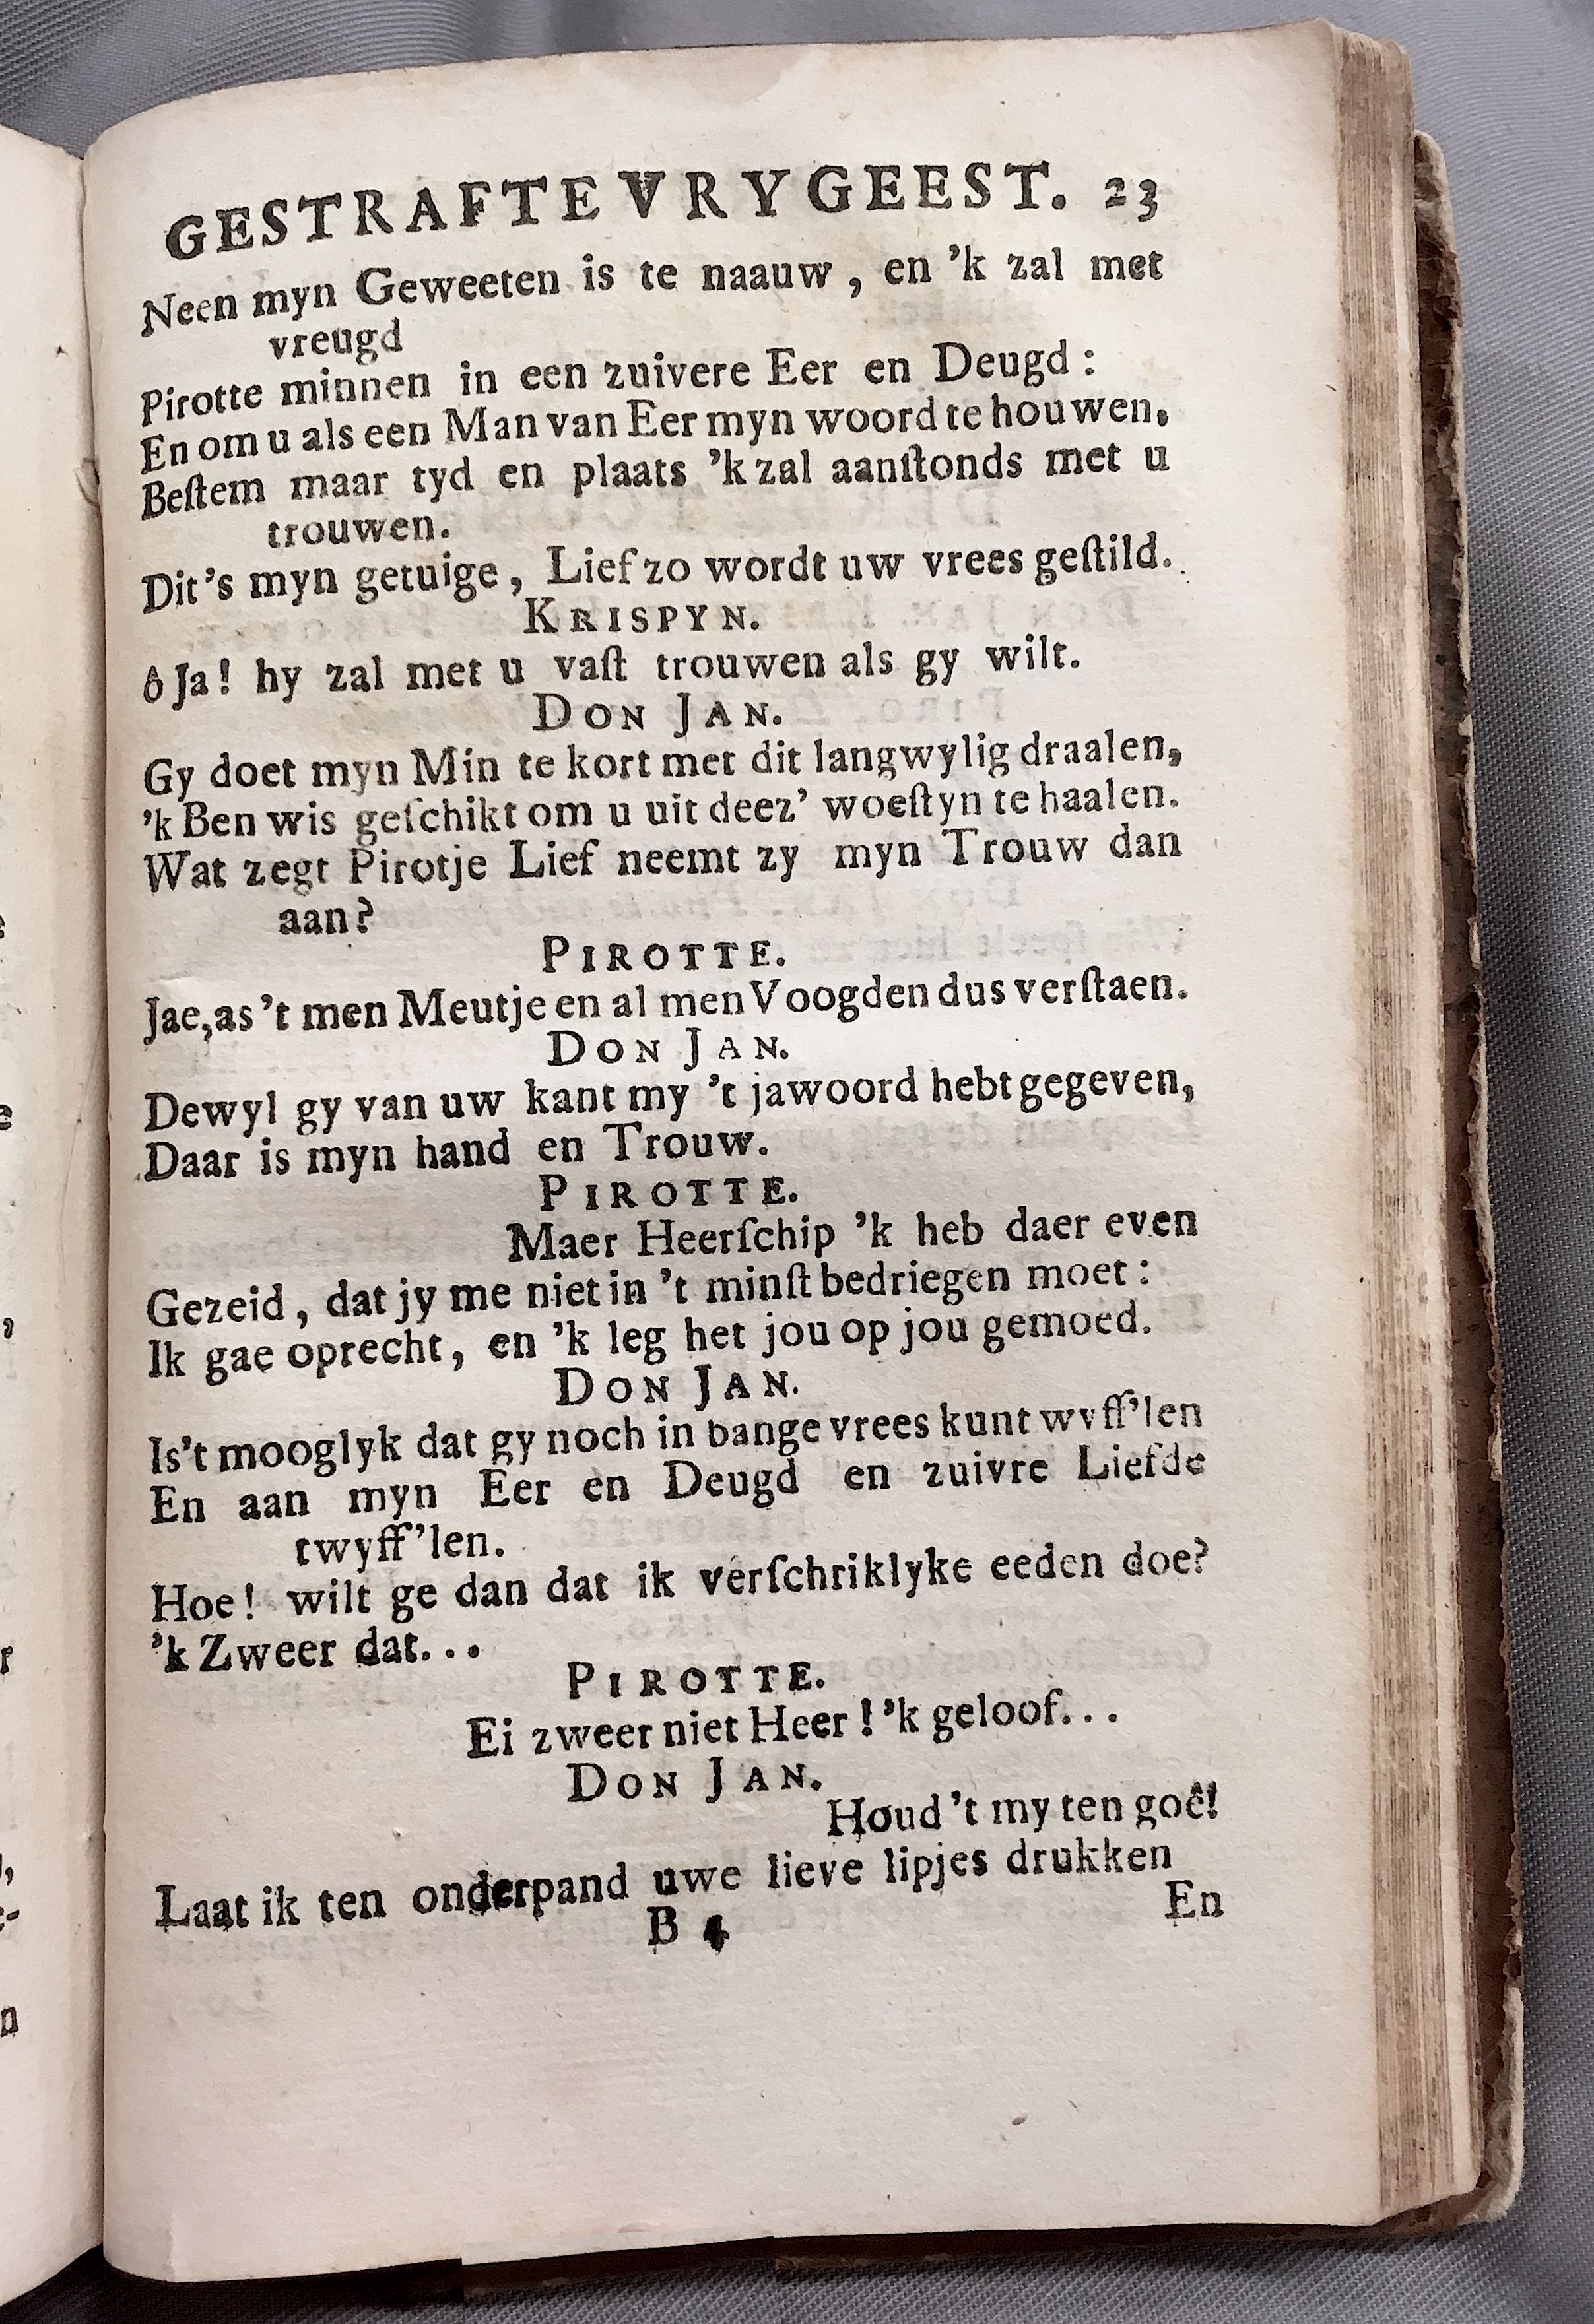 GESTRAFTE VRYGEEST. 23
Neen myn Geweeten is te naauw, en 'k zal met
vreugd
Pirotte minnen in een zuivere Eer en Deugd:
En om u als een Man van Eer myn woord te houwen,
Beſtem maar tyd en plaats 'k zal aanſtonds met u
trouwen.
Dit's myn getuige, Lief zo wordt uw vrees geſtild.
KRISPYN.
ô Ja! hy zal met u vaſt trouwen als gy wilt.
DON JAN.
Gy doet myn Min te kort met dit langwylig draalen,
'k Ben wis geſchikt om u uit deez' woeſtyn te haalen.
Wat zegt Pirotje Lief neemt zy myn Trouw dan
aan?
PIROTTE.
Jae, as 't men Meutje en al men Voogden dus verſtaen.
DON JAN.
Dewyl gy van uw kant my 't jawoord hebt gegeven,
Daar is myn hand en Trouw.
PIROTTE.
Maer Heerſchip 'k heb daer even
Gezeid, dat jy me niet in 't minſt bedriegen moet:
Ik gae oprecht, en 'k leg het jou op jou gemoed.
DON JAN.
Is't mooglyk dat gy noch in bange vrees kunt wyff'len
En aan myn Eer en Deugd en zuivre Liefde
twyff'len.
Hoe! wilt ge dan dat ik verſchriklyke eeden doe?
'k Zweer dat...
PIROTTE.
Ei zweer niet Heer! 'k geloof...
DON JAN.
Houd 't my ten goê!
Laat ik ten onderpand uwe lieve lipjes drukken
B 4
En